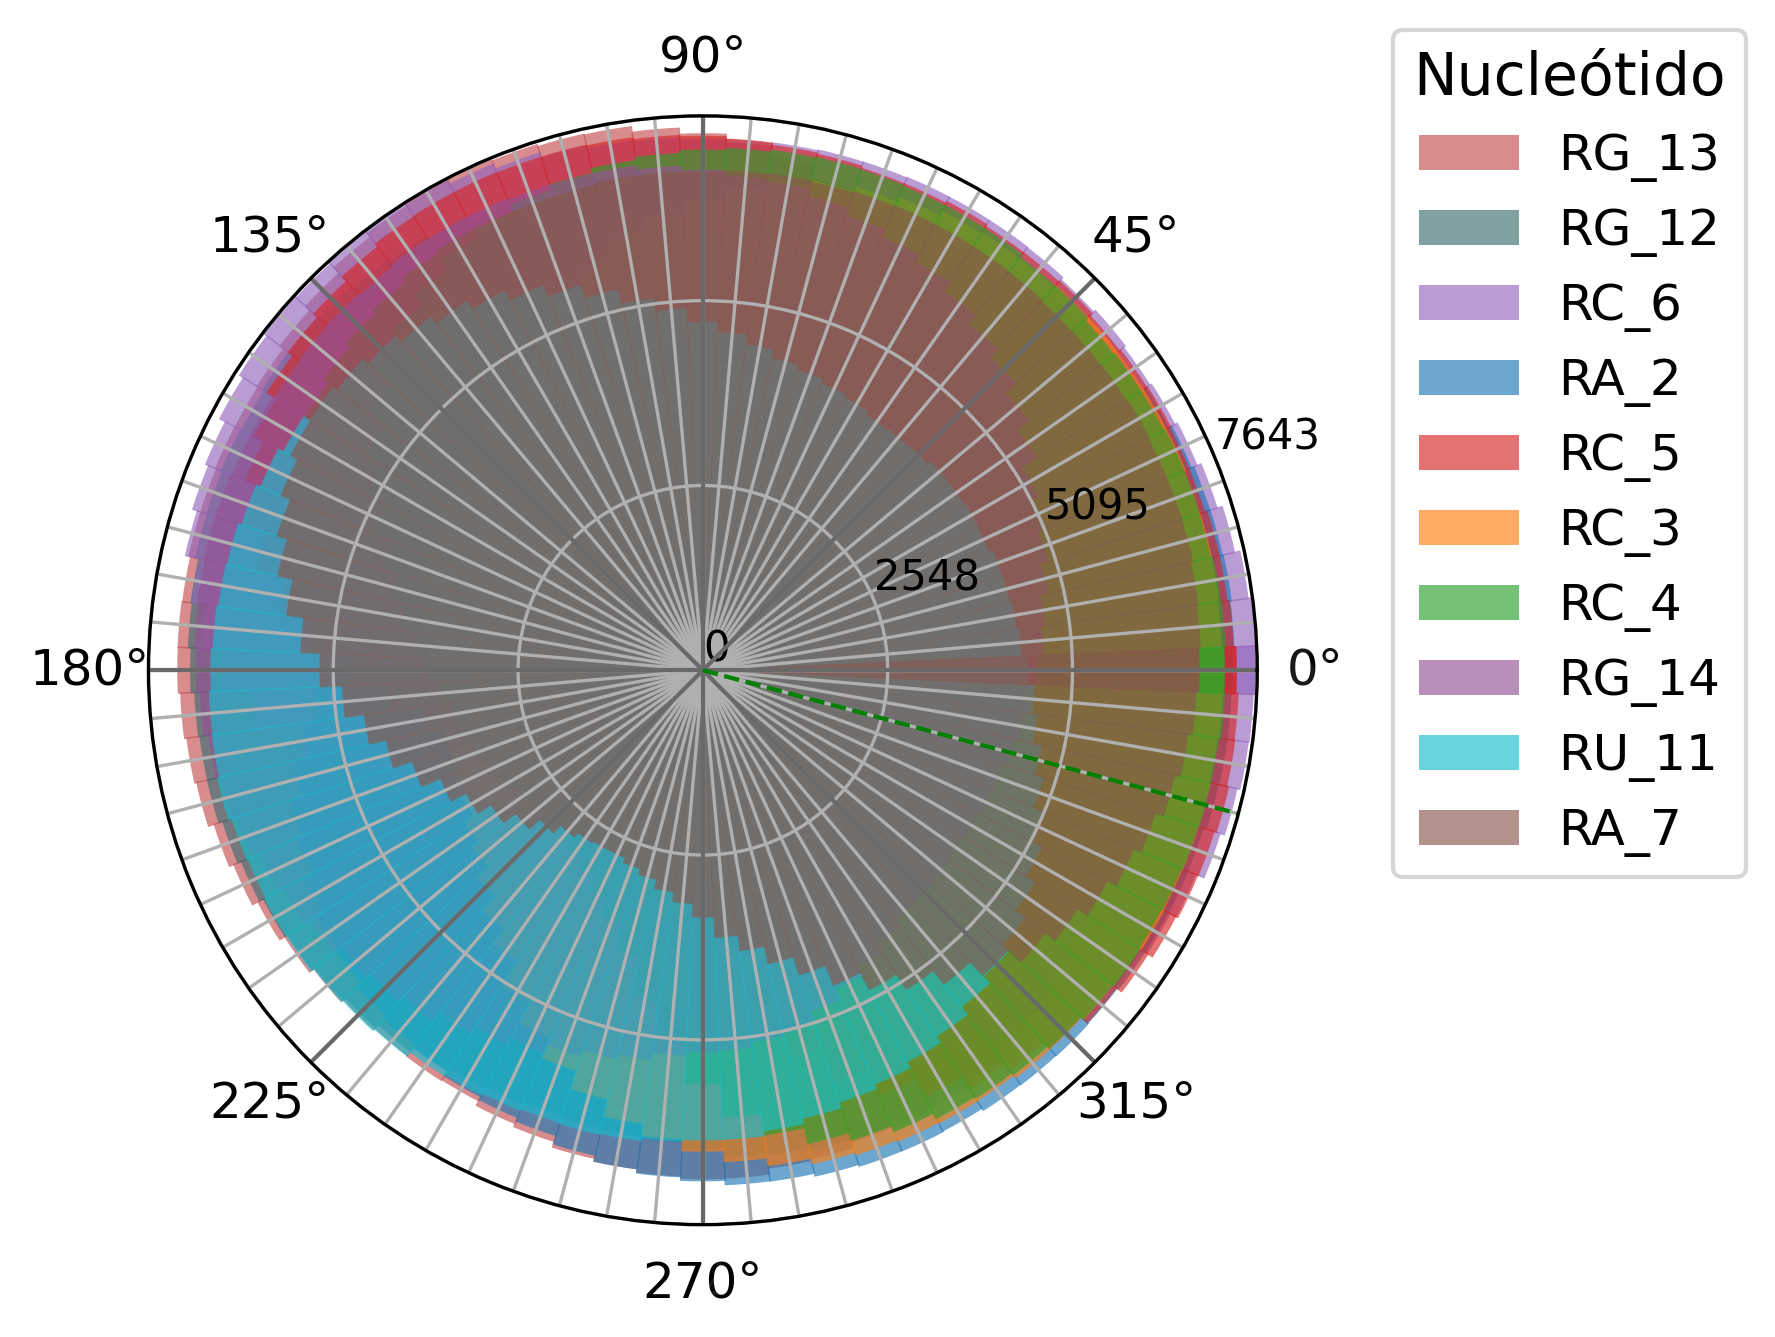 90°
135°
45°
180°
0°
225°
315°
270°
7643
5095
2548
0
Nucleótido
RG_13
RG_12
RC_6
RA_2
RC_5
RC_3
RC_4
RG_14
RU_11
RA_7